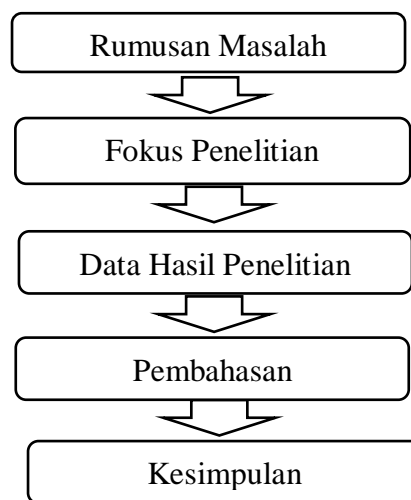 Rumusan Masalah
Fokus Penelitian
Data Hasil Penelitian
Pembahasan
Kesimpulan